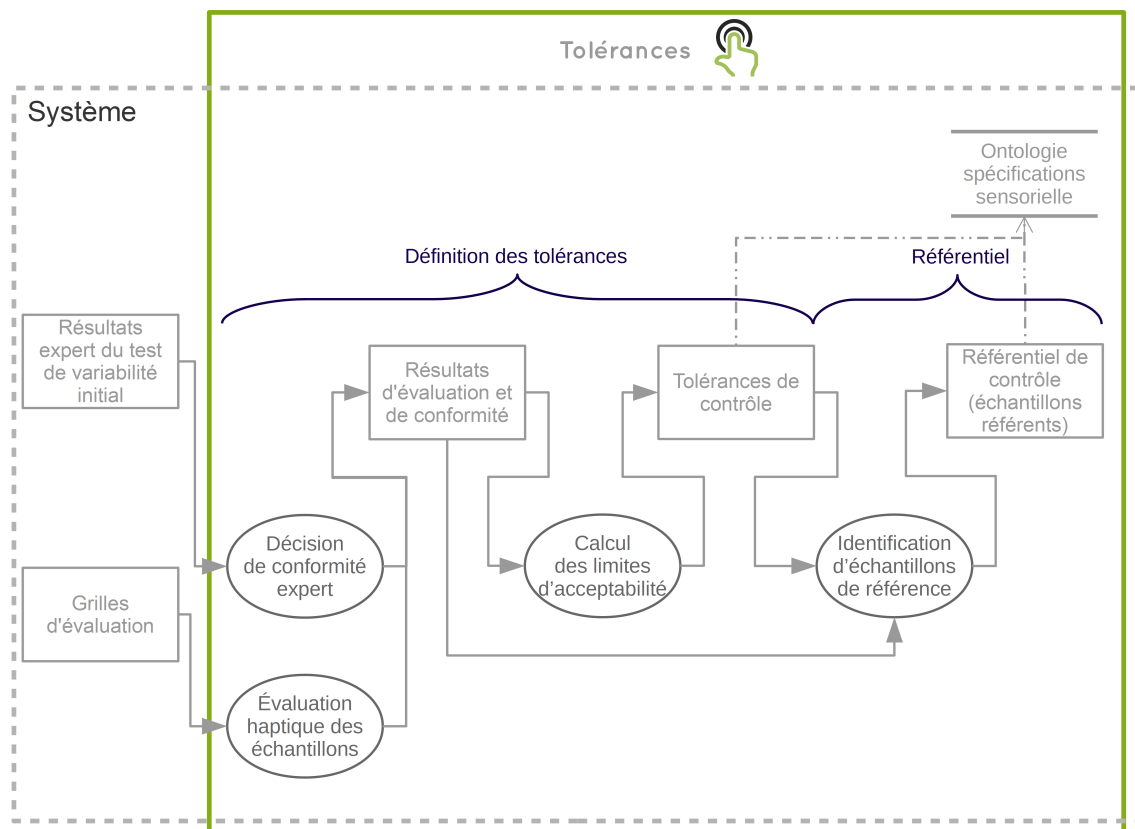 Tolérances
Système
Ontologie
spécifications
sensorielle
Définition des tolérances
Référentiel
Résultats
expert du test
de variabilité
initial
Résultats
d'évaluation et
de conformité
Tolérances de
contrôle
Référentiel de
contrôle
(échantillons
référents)
Décision
de conformité
expert
Calcul
des limites
d’acceptabilité
Identification
d’échantillons
de référence
Grilles
d'évaluation
Évaluation
haptique des
échantillons